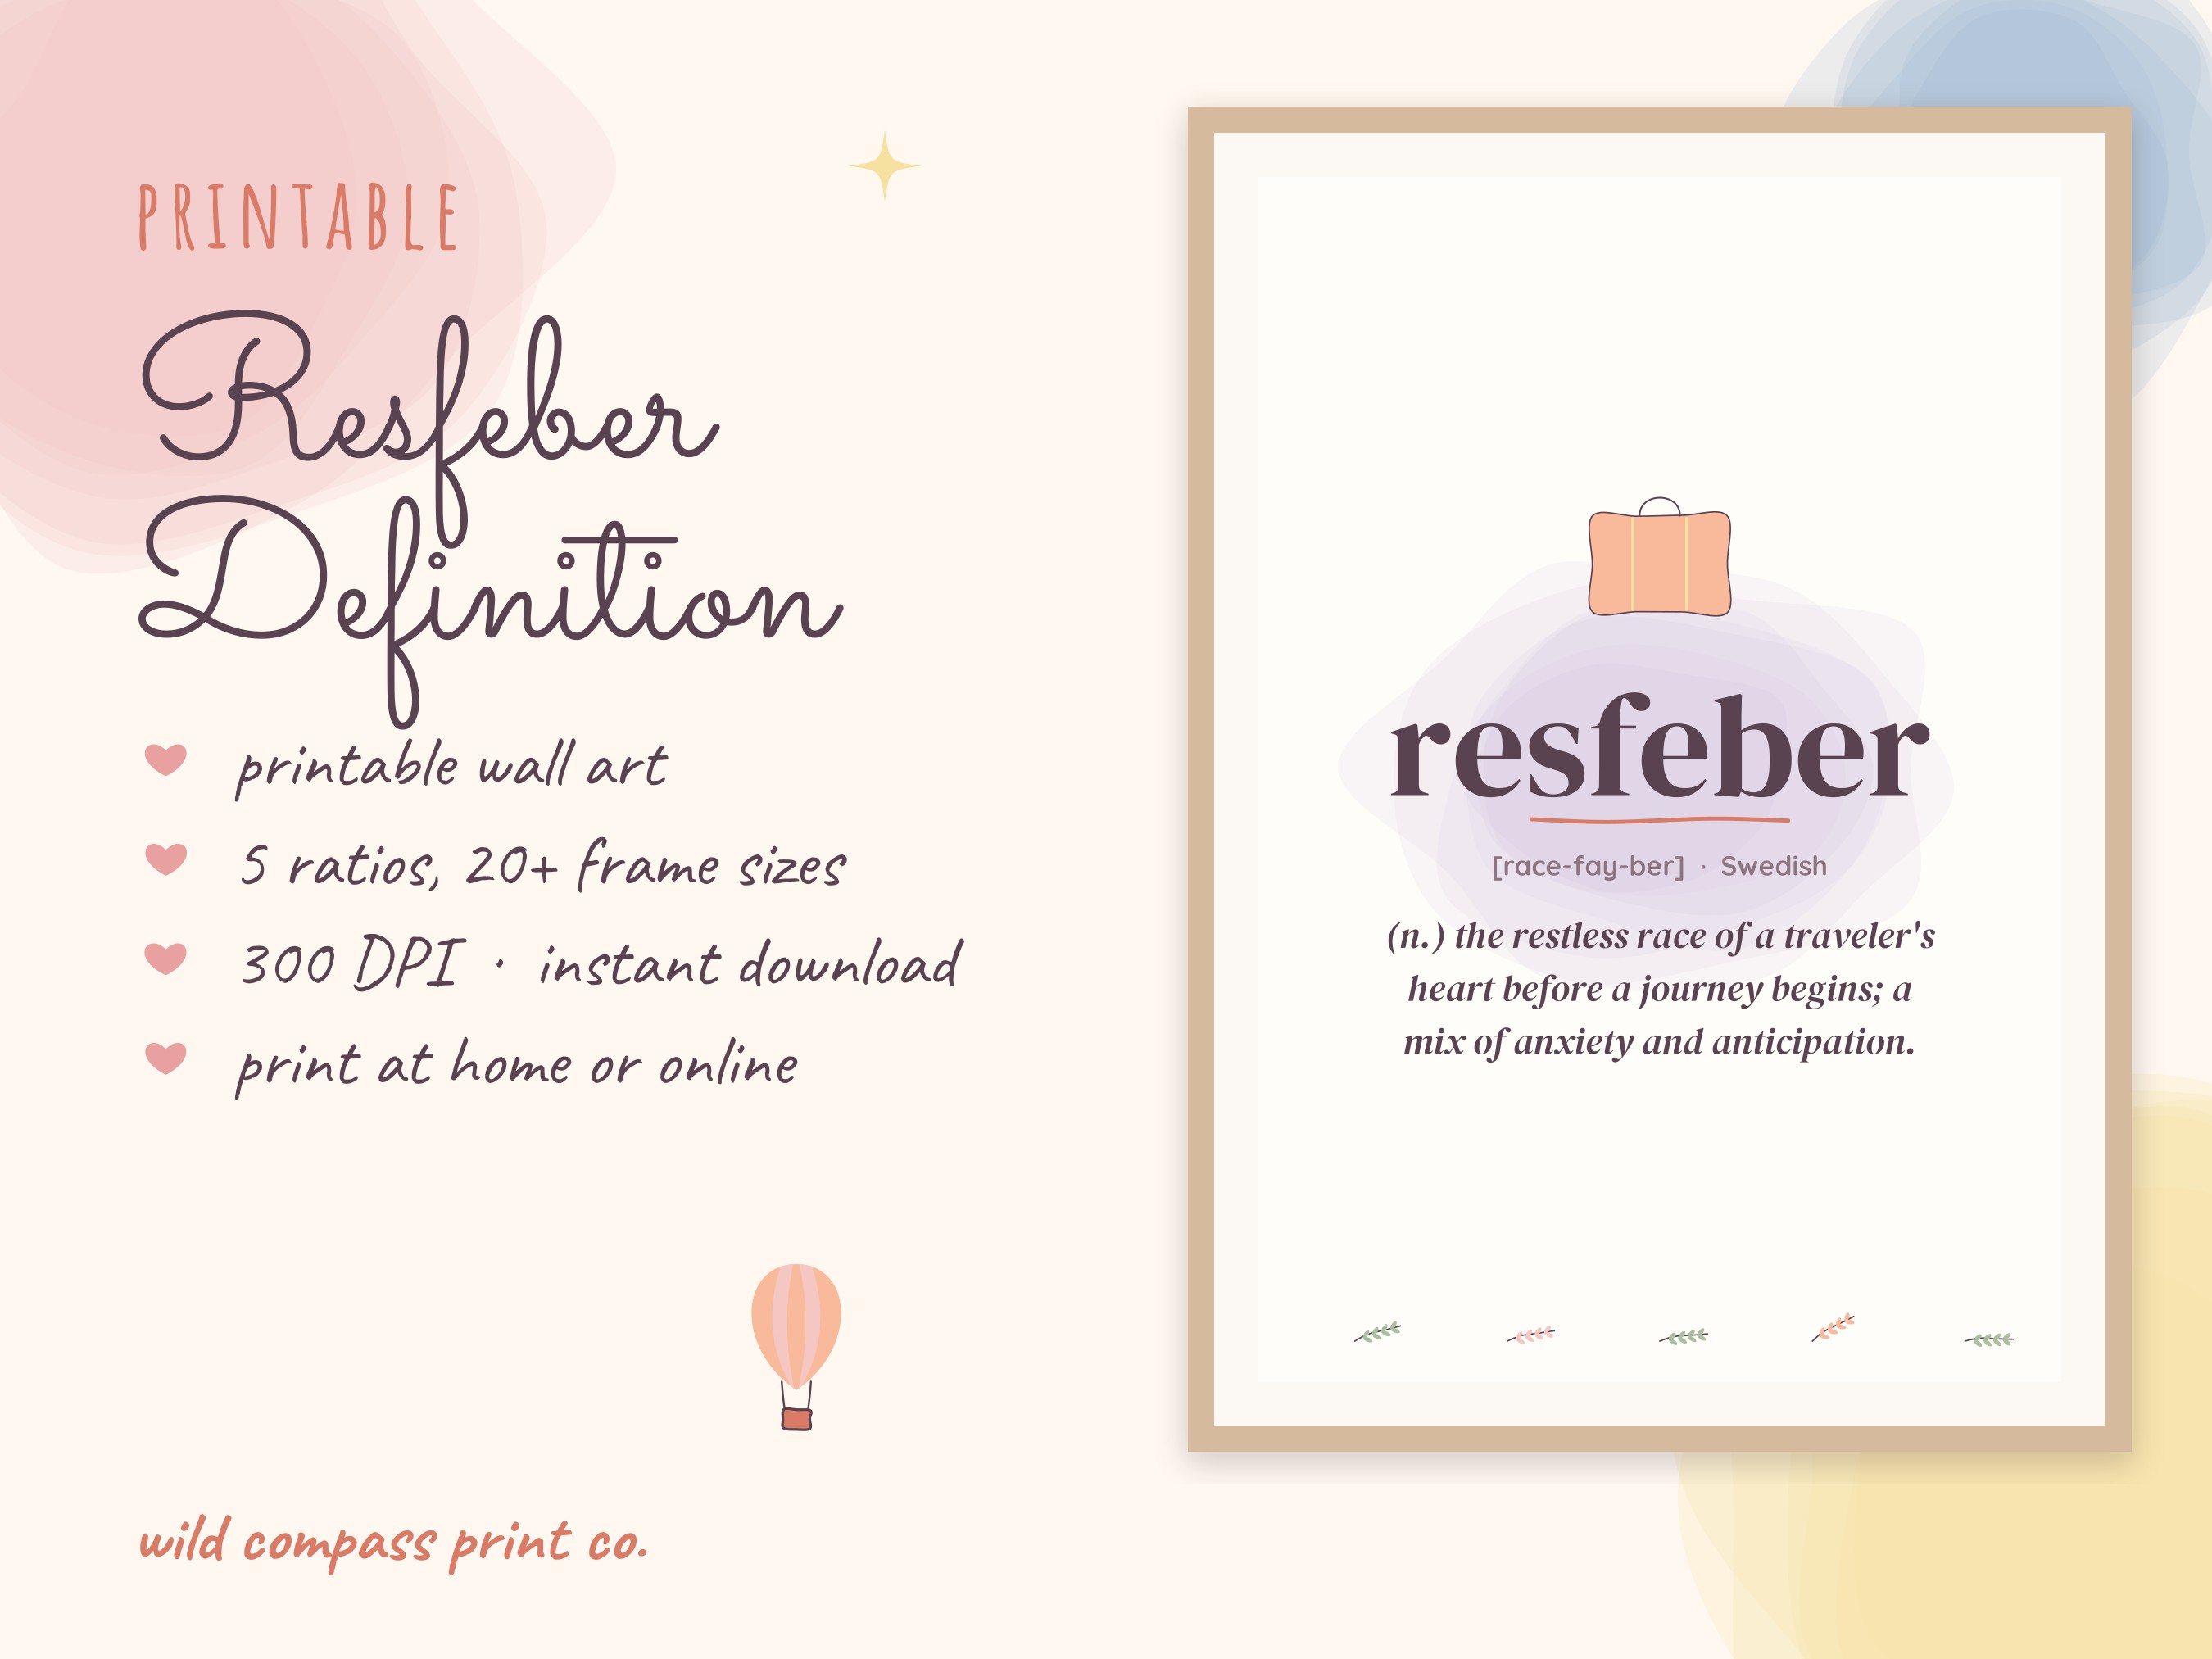 PRINTABLE
Resfeber
Definition
printable wall art
5 ratios, 20+ frame sizes
300 DPI · instant download
print at home or online
wild compass print co.
resfeber
[race-fay-ber] · Swedish
(n.) the restless race of a traveler's
heart before a journey begins; a
mix of anxiety and anticipation.